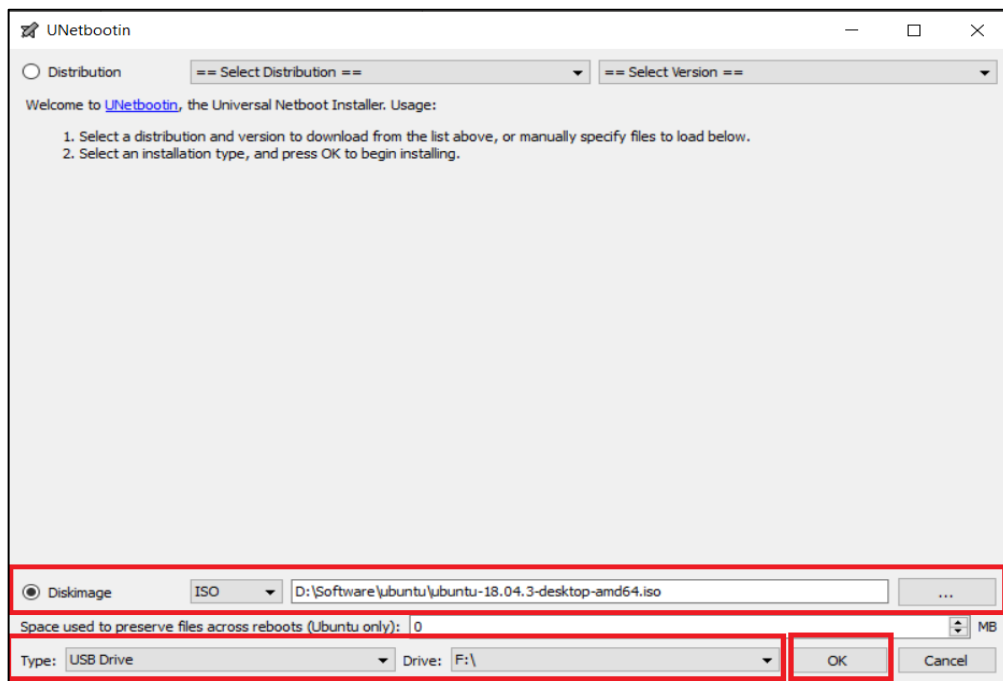 UNetbootin
Distribution == Select Distribution == == Select Version ==
Welcome to UNetbootin, the Universal Netboot Installer. Usage:
1. Select a distribution and version to download from the list above, or manually specify files to load below.
2. Select an installation type, and press OK to begin installing.
Diskimage ISO D:\Software\ubuntu\ubuntu-18.04.3-desktop-amd64.iso ...
Space used to preserve files across reboots (Ubuntu only): 0 MB
Type: USB Drive Drive: F:\ OK Cancel